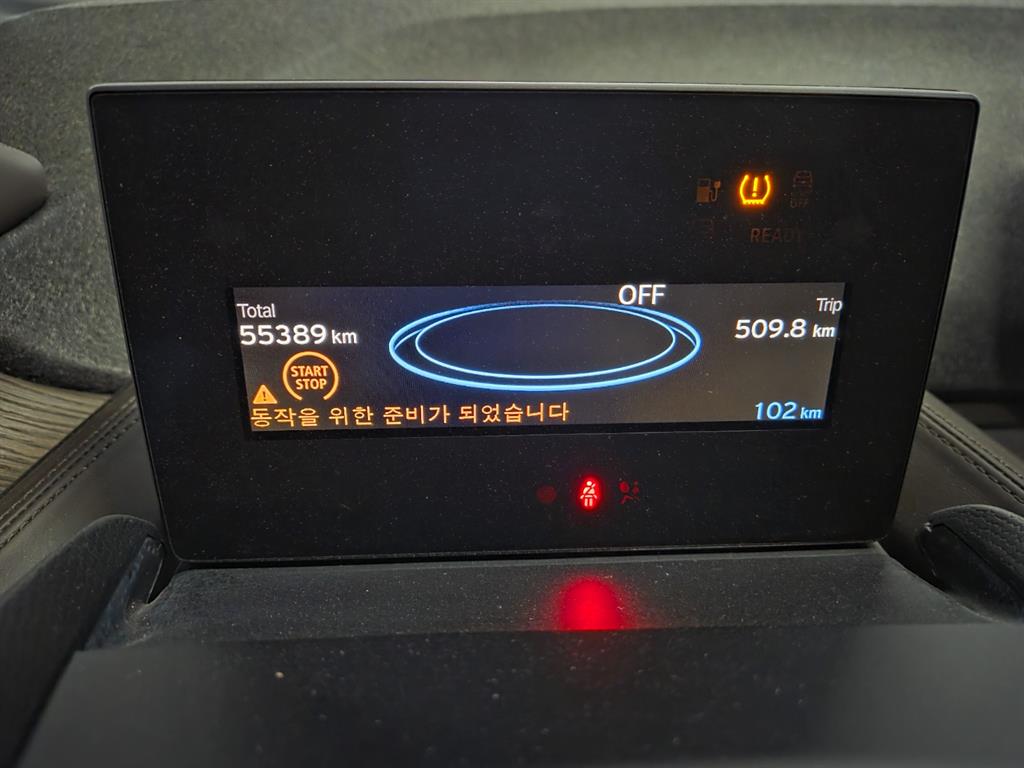 OFF
READY
OFF
Total
Trip
55389 km
509.8 km
START
STOP
동작을 위한 준비가 되었습니다
102 km